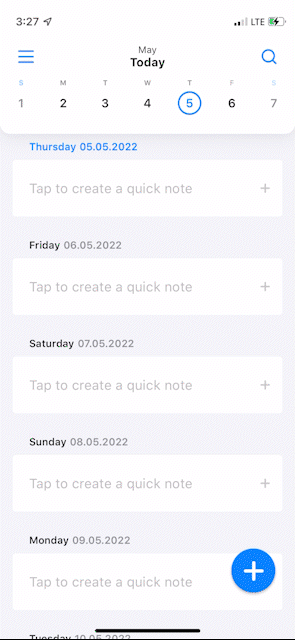 3:27 LTE
May
Today
S M T W T F S
1 2 3 4 5 6 7
Thursday 05.05.2022
Tap to create a quick note +
Friday 06.05.2022
Tap to create a quick note +
Saturday 07.05.2022
Tap to create a quick note +
Sunday 08.05.2022
Tap to create a quick note +
Monday 09.05.2022
Tap to create a quick note
Tuesday 10.05.2022